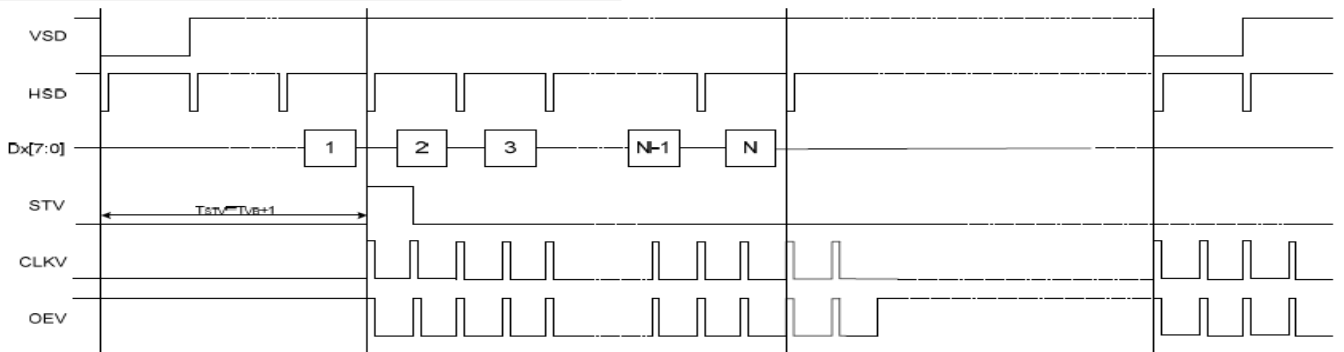 VSD
HSD
Dx[7:0] 1 2 3 N-1 N
STV TSTV=TVB+1
CLKV
OEV